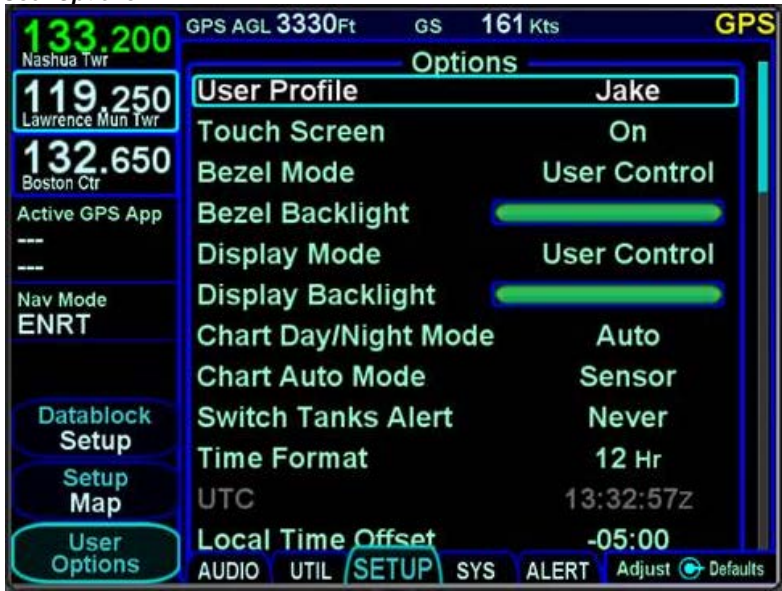 133.200
Nashua Twr
119.250
Lawrence Mun Twr
132.650
Boston Ctr
Active GPS App
---
---
Nav Mode
ENRT
Datablock
Setup
Setup
Map
User
Options
GPS AGL 3330Ft GS 161 Kts GPS
Options
User Profile Jake
Touch Screen On
Bezel Mode User Control
Bezel Backlight
Display Mode User Control
Display Backlight
Chart Day/Night Mode Auto
Chart Auto Mode Sensor
Switch Tanks Alert Never
Time Format 12 Hr
UTC 13:32:57z
Local Time Offset -05:00
AUDIO UTIL SETUP SYS ALERT Adjust Defaults